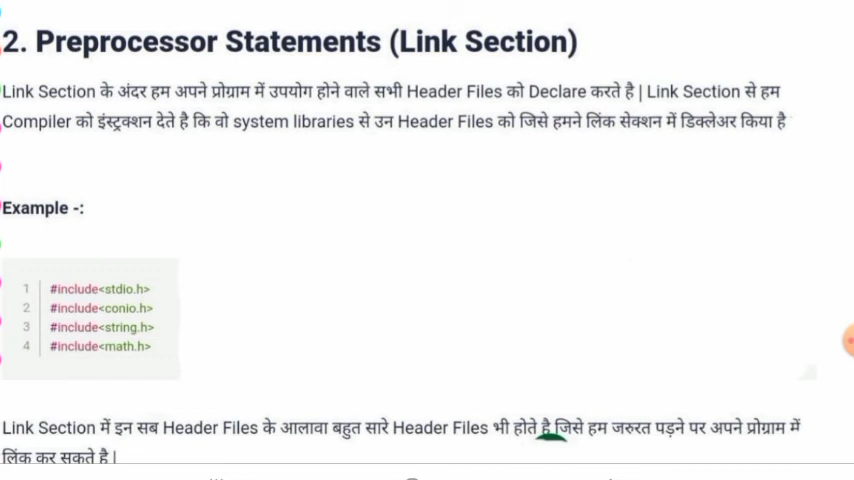 2. Preprocessor Statements (Link Section)
Link Section के अंदर हम अपने प्रोग्राम में उपयोग होने वाले सभी Header Files को Declare करते है | Link Section से हम
Compiler को इंस्ट्रक्शन देते है कि वो system libraries से उन Header Files को जिसे हमने लिंक सेक्शन में डिक्लेअर किया है
Example -:
1 #include<stdio.h>
2 #include<conio.h>
3 #include<string.h>
4 #include<math.h>
Link Section में इन सब Header Files के आलावा बहुत सारे Header Files भी होते है जिसे हम जरुरत पड़ने पर अपने प्रोग्राम में
लिंक कर सकते है |